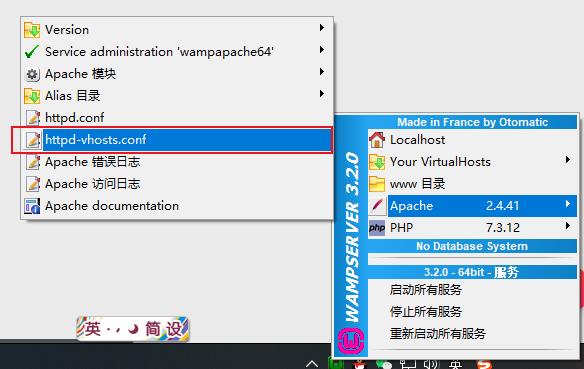 Version
Service administration 'wampapache64'
Apache 模块
Alias 目录
httpd.conf
httpd-vhosts.conf
Apache 错误日志
Apache 访问日志
Apache documentation
Made in France by Otomatic
Localhost
Your VirtualHosts
www 目录
Apache 2.4.41
php PHP 7.3.12
No Database System
3.2.0 - 64bit - 服务
启动所有服务
停止所有服务
重新启动所有服务
WAMPSERVER 3.2.0
英 简 设
英